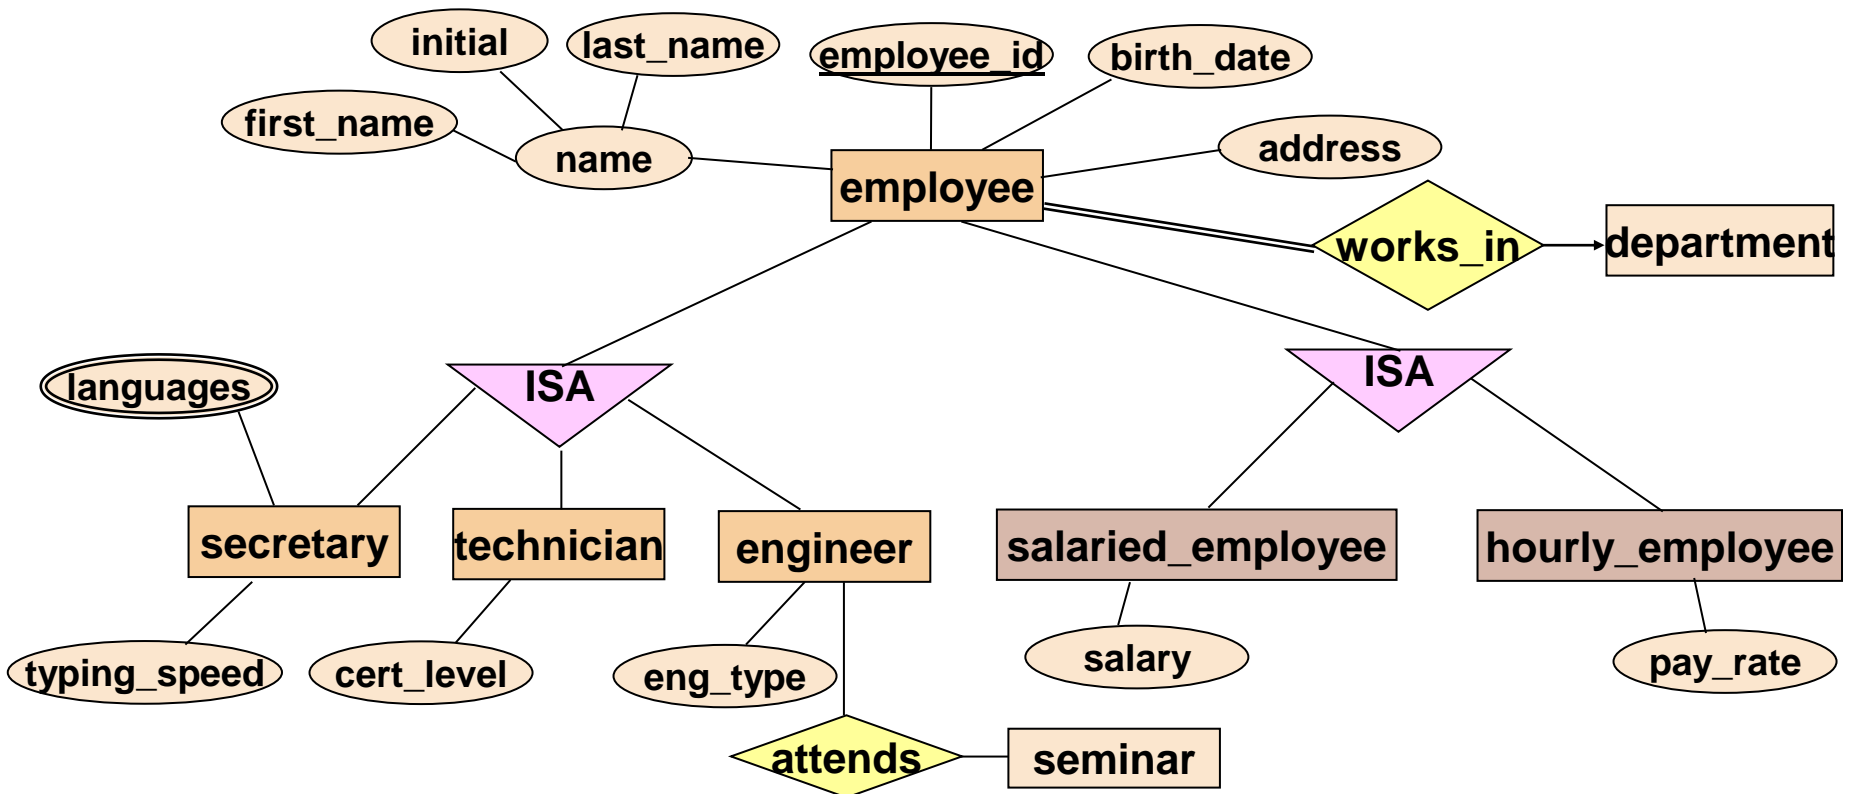 initial
last_name
employee_id
birth_date
first_name
name
address
employee
works_in
department
languages
ISA
ISA
secretary
technician
engineer
salaried_employee
hourly_employee
typing_speed
cert_level
eng_type
salary
pay_rate
attends
seminar